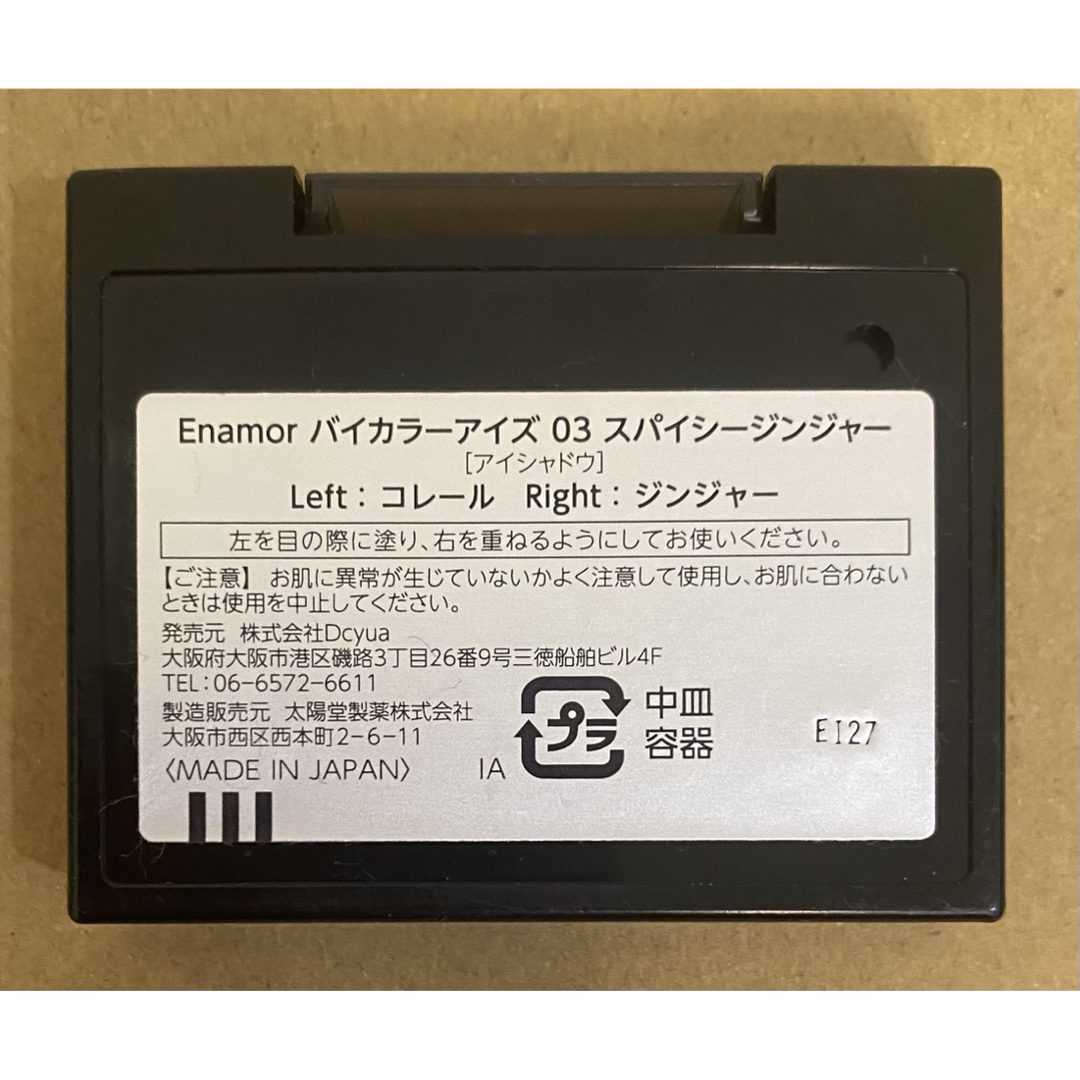 Enamor バイカラーアイズ 03 スパイシージンジャー
[アイシャドウ]
Left：コレール Right：ジンジャー
左を目の際に塗り、右を重ねるようにしてお使いください。
【ご注意】 お肌に異常が生じていないかよく注意して使用し、お肌に合わない
ときは使用を中止してください。
発売元 株式会社Dcyua
大阪府大阪市港区磯路3丁目26番9号三徳船舶ビル4F
TEL：06-6572-6611
製造販売元 太陽堂製薬株式会社
大阪市西区西本町2-6-11
〈MADE IN JAPAN〉 IA
プラ
中皿
容器
EI27